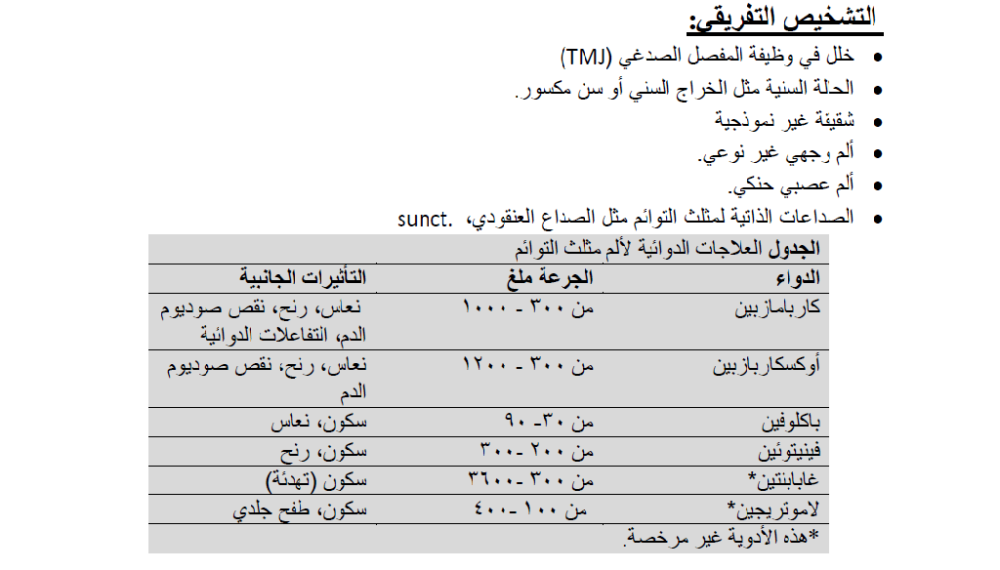 التشخيص التفريقي:
• خلل في وظيفة المفصل الصدغي (TMJ)
• الحالة السنية مثل الخراج السني أو سن مكسور.
• شقيقة غير نموذجية
• ألم وجهي غير نوعي.
• ألم عصبي حنكي.
• الصداعات الذاتية لمثلث التوائم مثل الصداع العنقودي، sunct.
الجدول العلاجات الدوائية لألم مثلث التوائم
الدواء الجرعة ملغ التأثيرات الجانبية
كاربامازبين من ٣٠٠ - ١٠٠٠ نعاس، رنح، نقص صوديوم
الدم، التفاعلات الدوائية
أوكسكاربازبين من ٣٠٠ - ١٢٠٠ نعاس، رنح، نقص صوديوم
الدم
باكلوفين من ٣٠- ٩٠ سكون، نعاس
فينيتوئين من ٢٠٠ -٣٠٠ سكون، رنح
غابابنتين* من ٣٠٠ -٣٦٠٠ سكون (تهدئة)
لاموتريجين* من ١٠٠ -٤٠٠ سكون، طفح جلدي
*هذه الأدوية غير مرخصة.